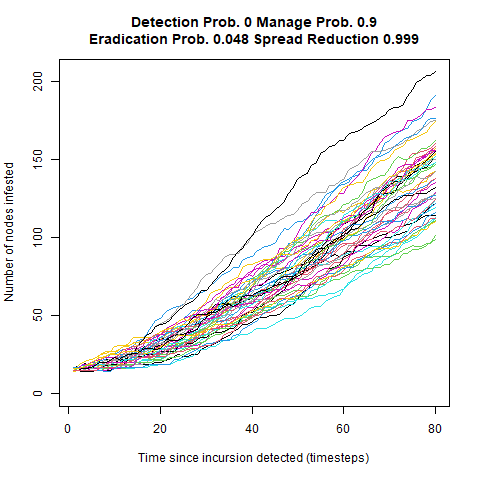 Detection Prob. 0 Manage Prob. 0.9
Eradication Prob. 0.048 Spread Reduction 0.999
Number of nodes infested
200
150
100
50
0
0 20 40 60 80
Time since incursion detected (timesteps)